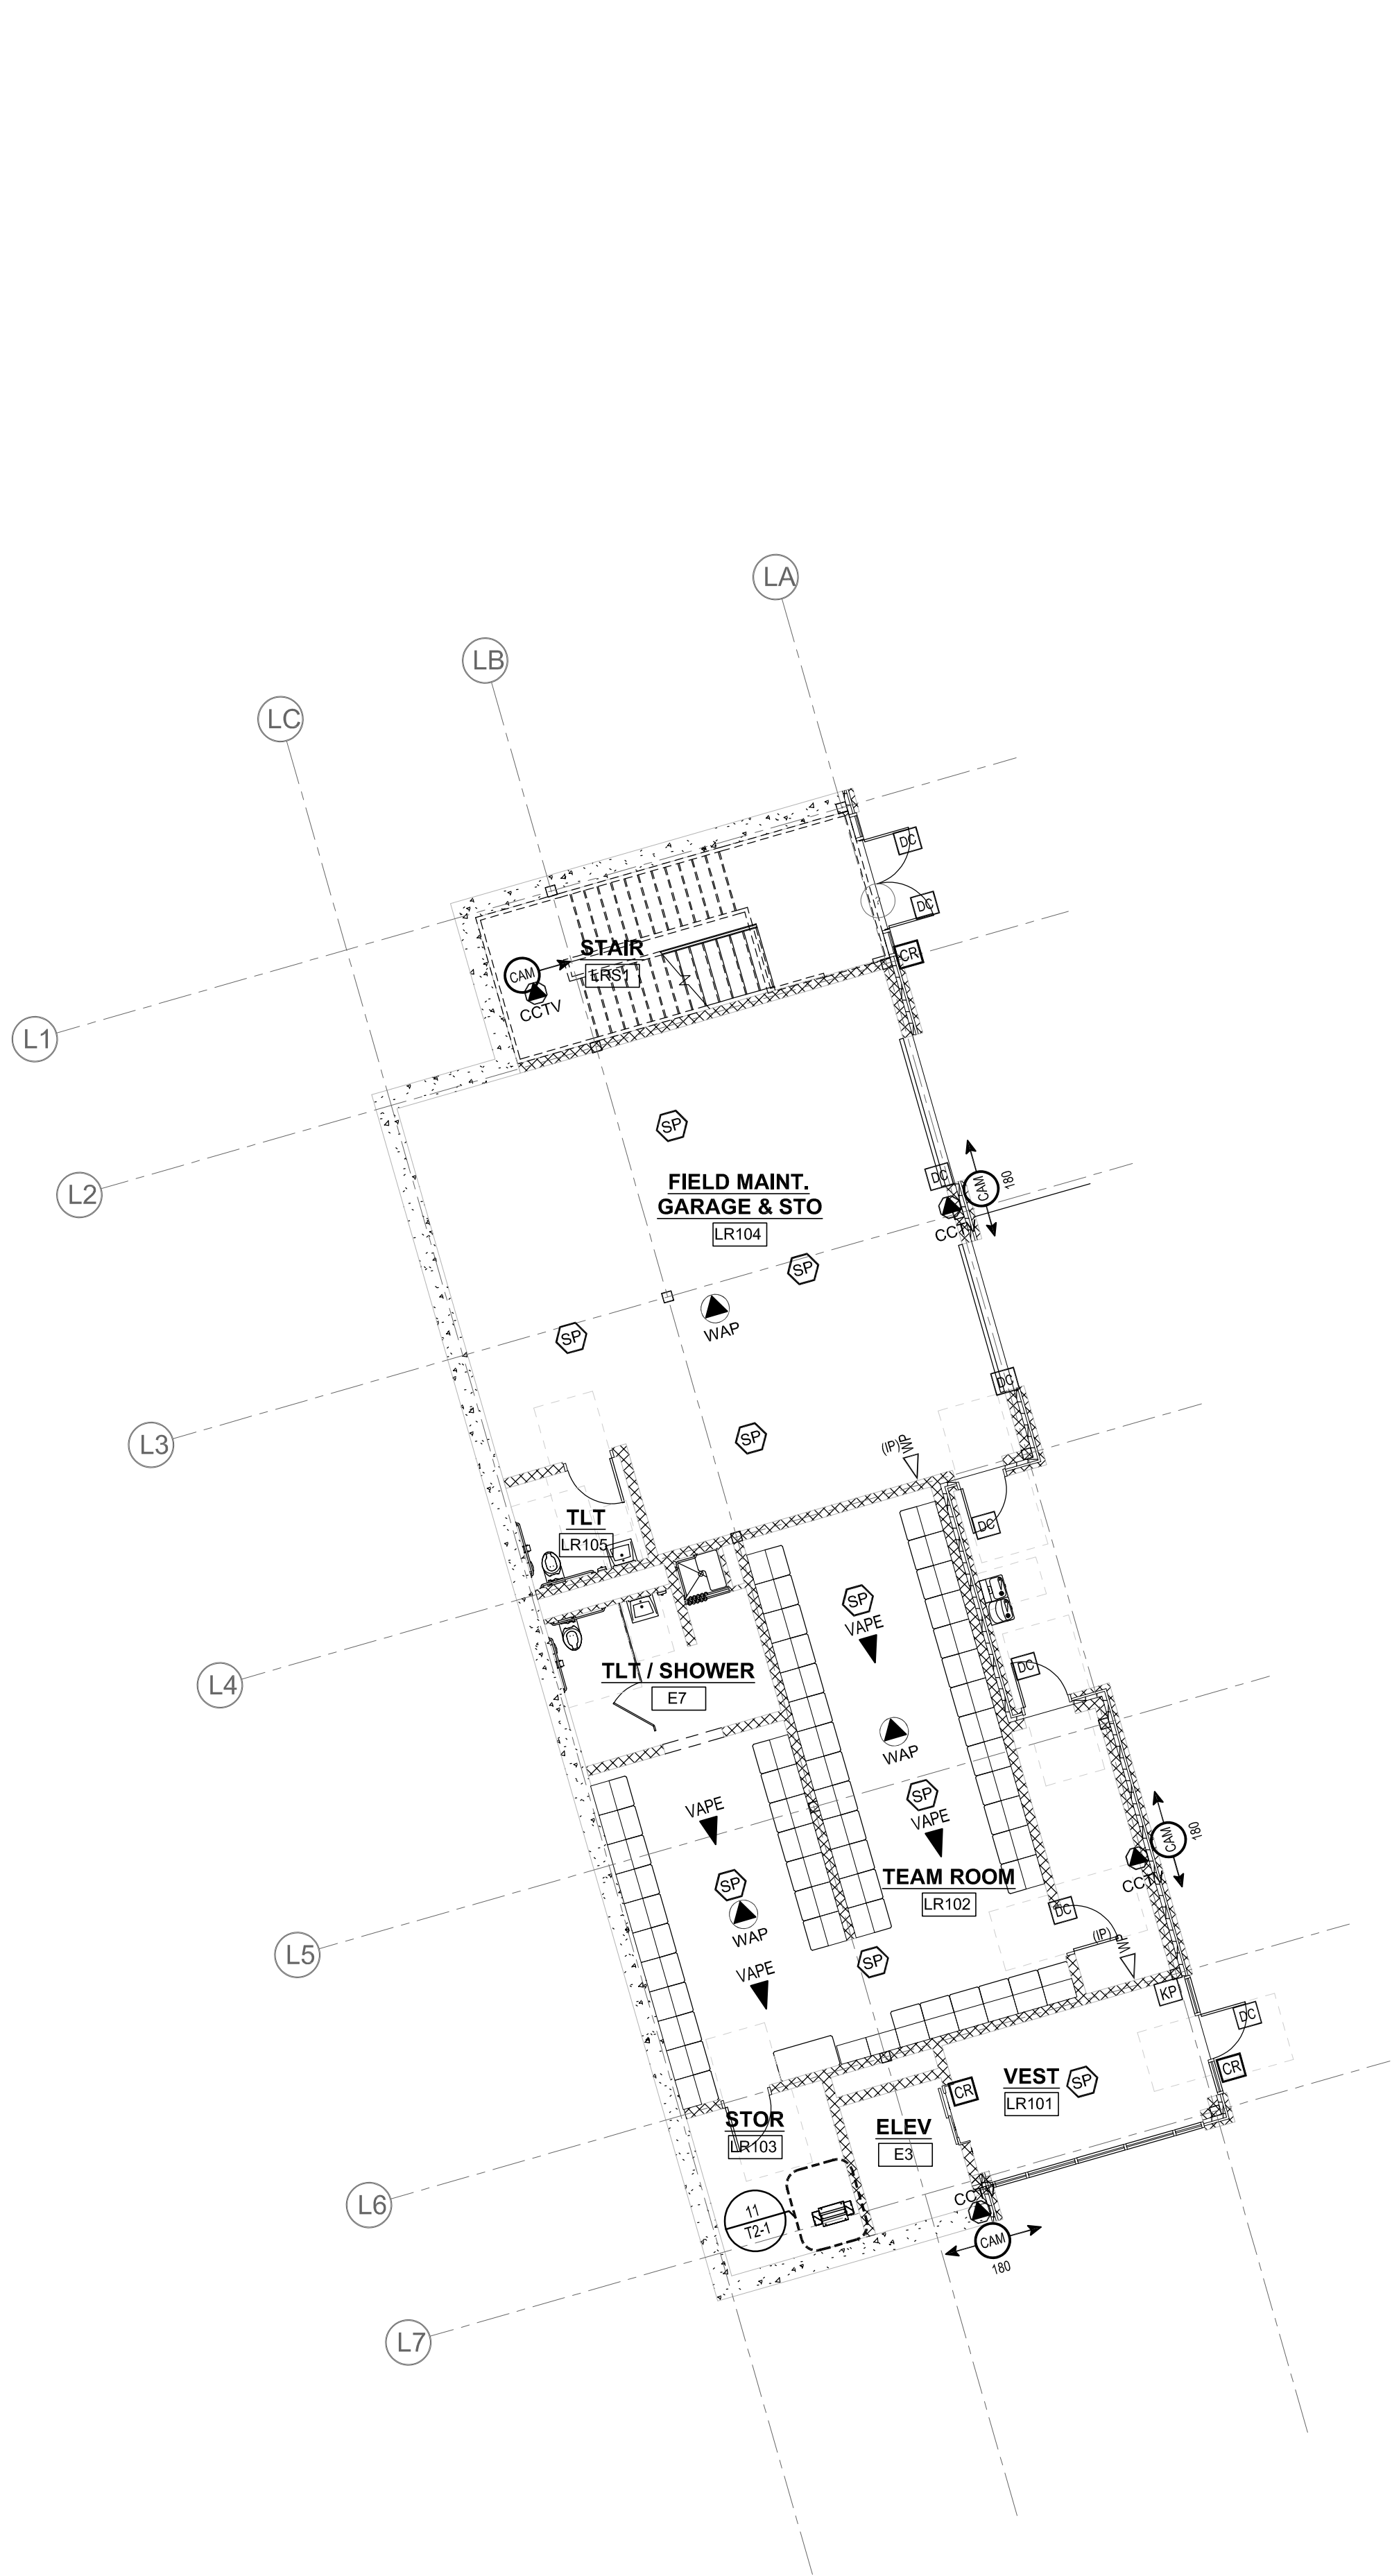 LA
LB
LC
DC
DC
STAIR
CR
CAM
LRS1
CCTV
L1
SP
DC
CAM
180
FIELD MAINT.
GARAGE & STO
L2
LR104
CCTV
SP
WAP
SP
DC
L3
SP
(IP)
WP
TLT
DC
LR105
SP
VAPE
DC
TLT / SHOWER
L4
E7
WAP
SP
VAPE
VAPE
CAM
180
CCTV
TEAM ROOM
SP
LR102
DC
WAP
(IP)
WP
L5
SP
VAPE
KP
DC
VEST
SP
CR
CR
LR101
STOR
ELEV
LR103
E3
L6
CCTV
11
T2-1
CAM
180
L7